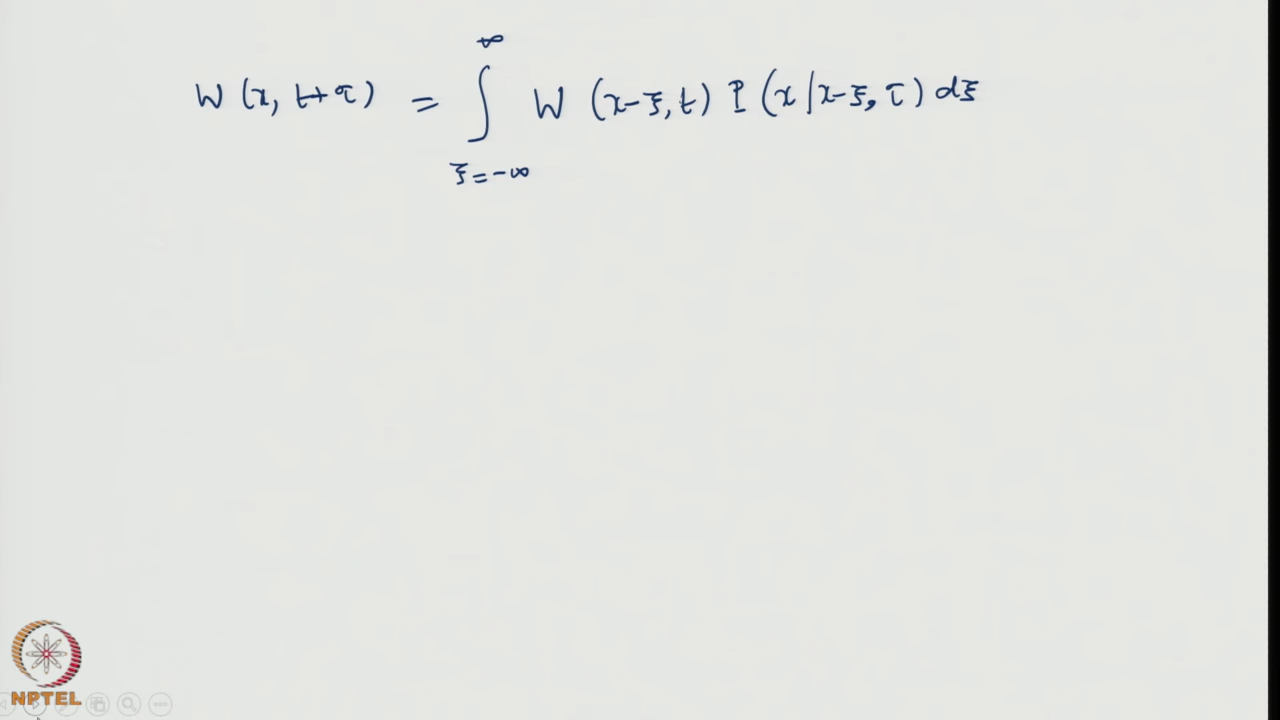 W (x, t+τ) = ∫_{ξ=-∞}^{∞} W (x-ξ, t) P (x | x-ξ, τ) dξ
NPTEL